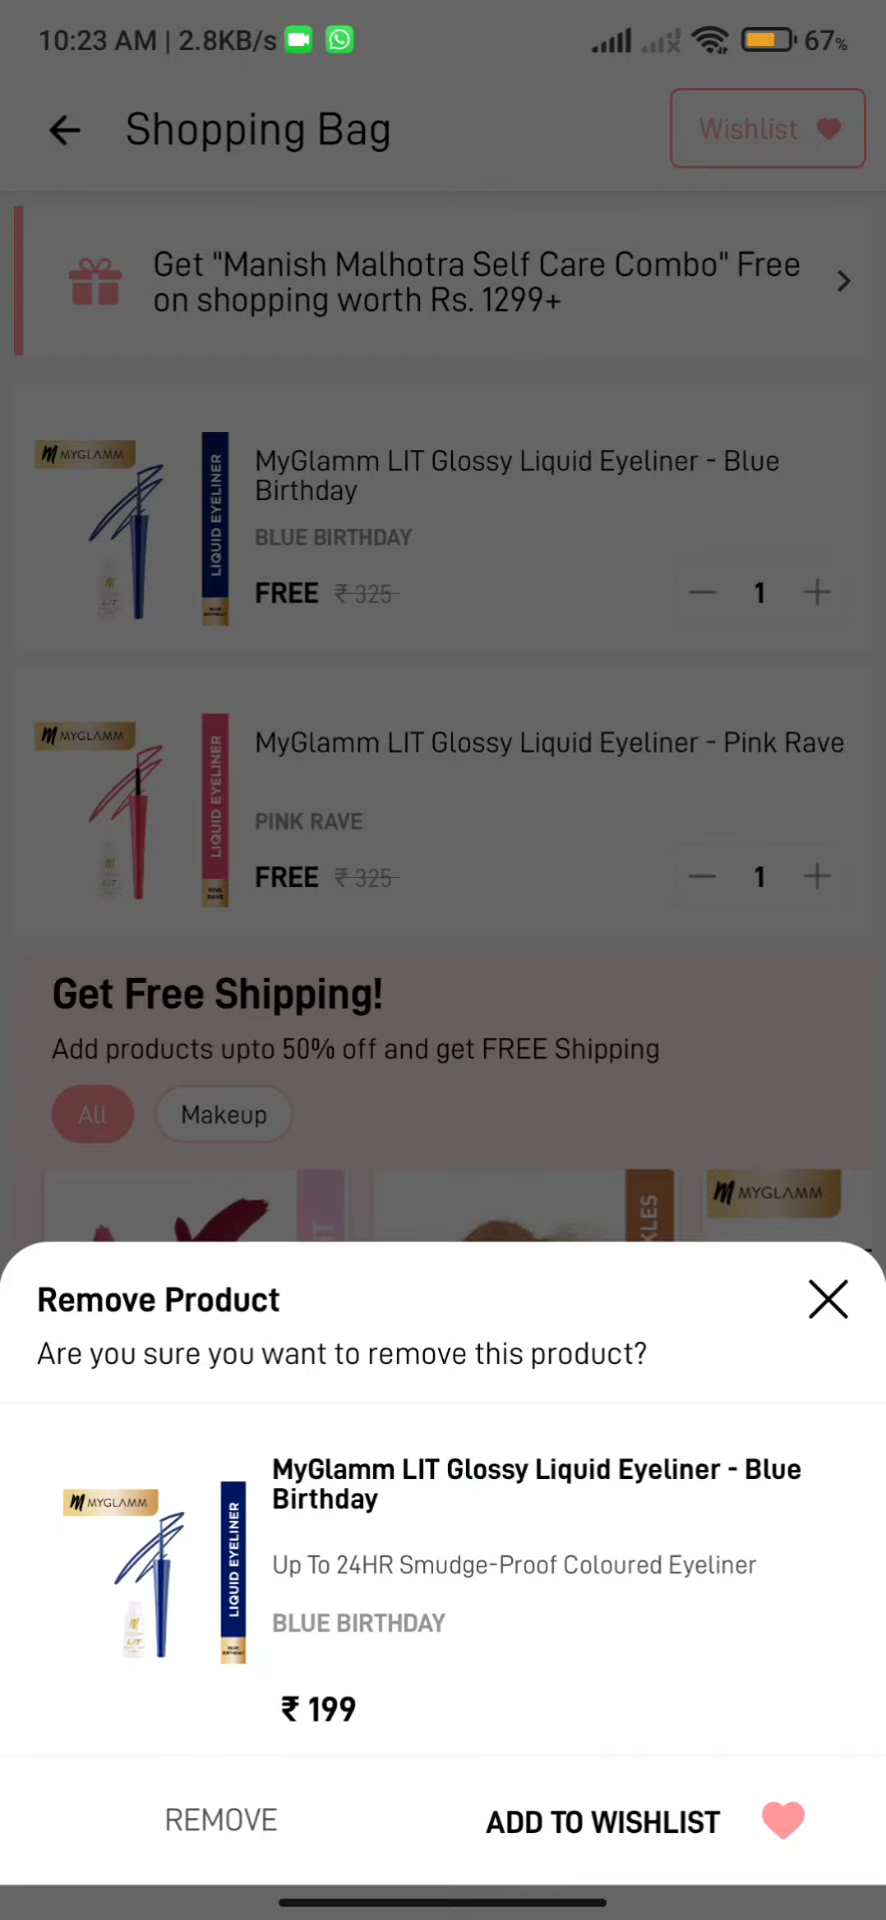 10:23 AM | 2.8KB/s 67%
Shopping Bag
Wishlist
Get "Manish Malhotra Self Care Combo" Free
on shopping worth Rs. 1299+
MYGLAMM
LIQUID EYELINER
LIT
MyGlamm LIT Glossy Liquid Eyeliner - Blue
Birthday
BLUE BIRTHDAY
FREE ₹ 325
1
MYGLAMM
LIQUID EYELINER
PINK
RAVE
LIT
MyGlamm LIT Glossy Liquid Eyeliner - Pink Rave
PINK RAVE
FREE ₹ 325
1
Get Free Shipping!
Add products upto 50% off and get FREE Shipping
All
Makeup
MYGLAMM
Remove Product
Are you sure you want to remove this product?
MYGLAMM
LIQUID EYELINER
LIT
MyGlamm LIT Glossy Liquid Eyeliner - Blue
Birthday
Up To 24HR Smudge-Proof Coloured Eyeliner
BLUE BIRTHDAY
₹ 199
REMOVE
ADD TO WISHLIST